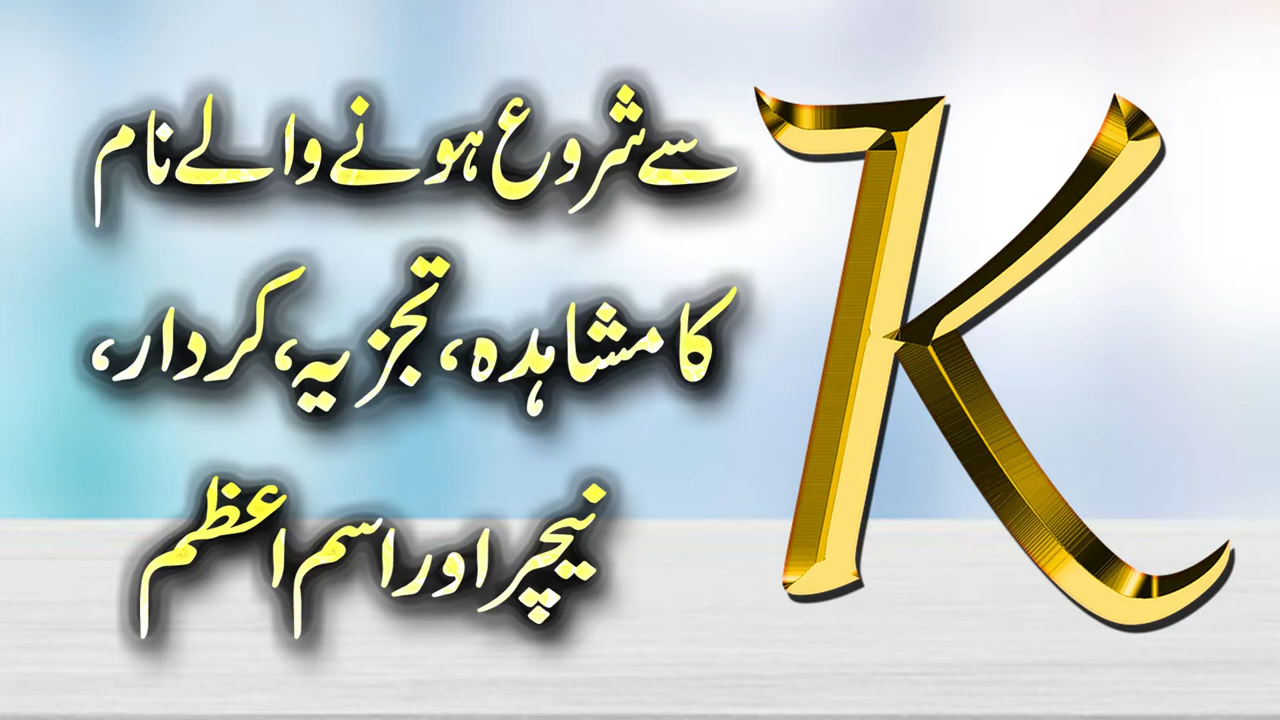 K
سے شروع ہونے والے نام
کا مشاہدہ، تجزیہ، کردار،
نیچر اور اسم اعظم